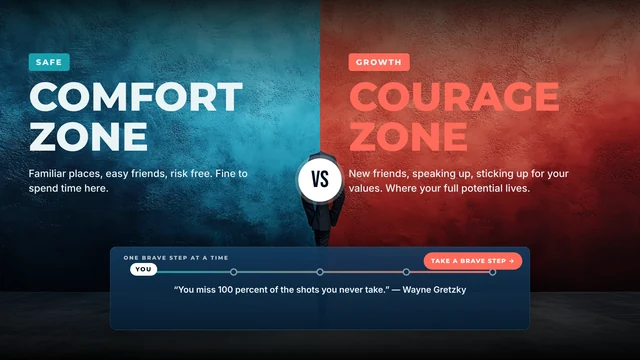 SAFE
COMFORT
ZONE
Familiar places, easy friends, risk free. Fine to
spend time here.
VS
GROWTH
COURAGE
ZONE
New friends, speaking up, sticking up for your
values. Where your full potential lives.
ONE BRAVE STEP AT A TIME
TAKE A BRAVE STEP →
YOU
“You miss 100 percent of the shots you never take.” — Wayne Gretzky